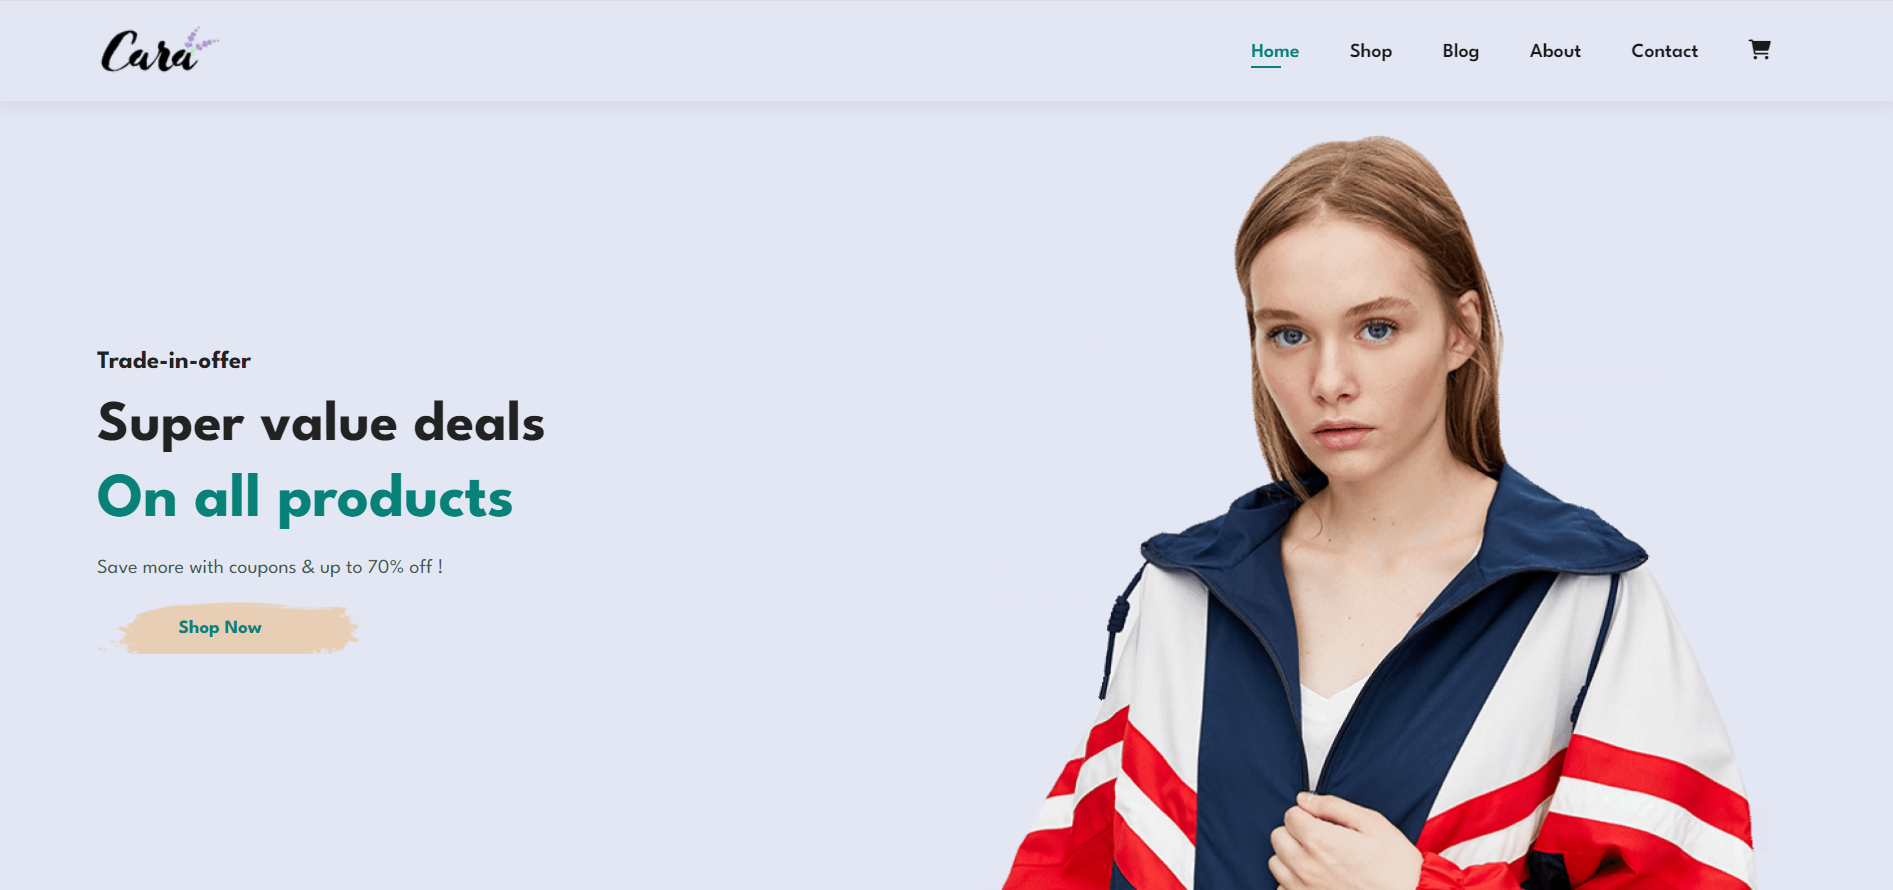 Cara
Home Shop Blog About Contact
Trade-in-offer
Super value deals
On all products
Save more with coupons & up to 70% off !
Shop Now